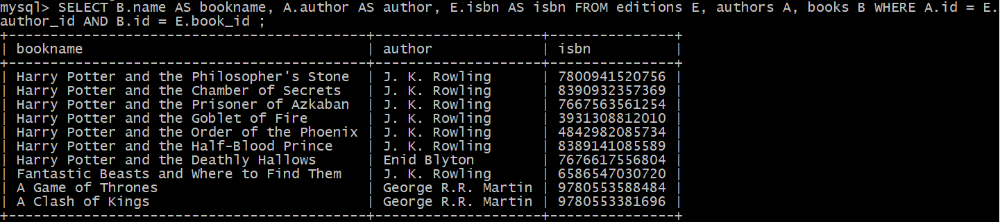 mysql> SELECT B.name AS bookname, A.author AS author, E.isbn AS isbn FROM editions E, authors A, books B WHERE A.id = E.
author_id AND B.id = E.book_id ;
+--------------------------------------------+--------------------+---------------+
| bookname                                  | author             | isbn          |
+--------------------------------------------+--------------------+---------------+
| Harry Potter and the Philosopher's Stone  | J. K. Rowling      | 7800941520756 |
| Harry Potter and the Chamber of Secrets   | J. K. Rowling      | 8390932357369 |
| Harry Potter and the Prisoner of Azkaban  | J. K. Rowling      | 7667563561254 |
| Harry Potter and the Goblet of Fire       | J. K. Rowling      | 3931308812010 |
| Harry Potter and the Order of the Phoenix | J. K. Rowling      | 4842982085734 |
| Harry Potter and the Half-Blood Prince    | J. K. Rowling      | 8389141085589 |
| Harry Potter and the Deathly Hallows      | Enid Blyton        | 7676617556804 |
| Fantastic Beasts and Where to Find Them   | J. K. Rowling      | 6586547030720 |
| A Game of Thrones                         | George R.R. Martin | 9780553588484 |
| A Clash of Kings                          | George R.R. Martin | 9780553381696 |
+--------------------------------------------+--------------------+---------------+